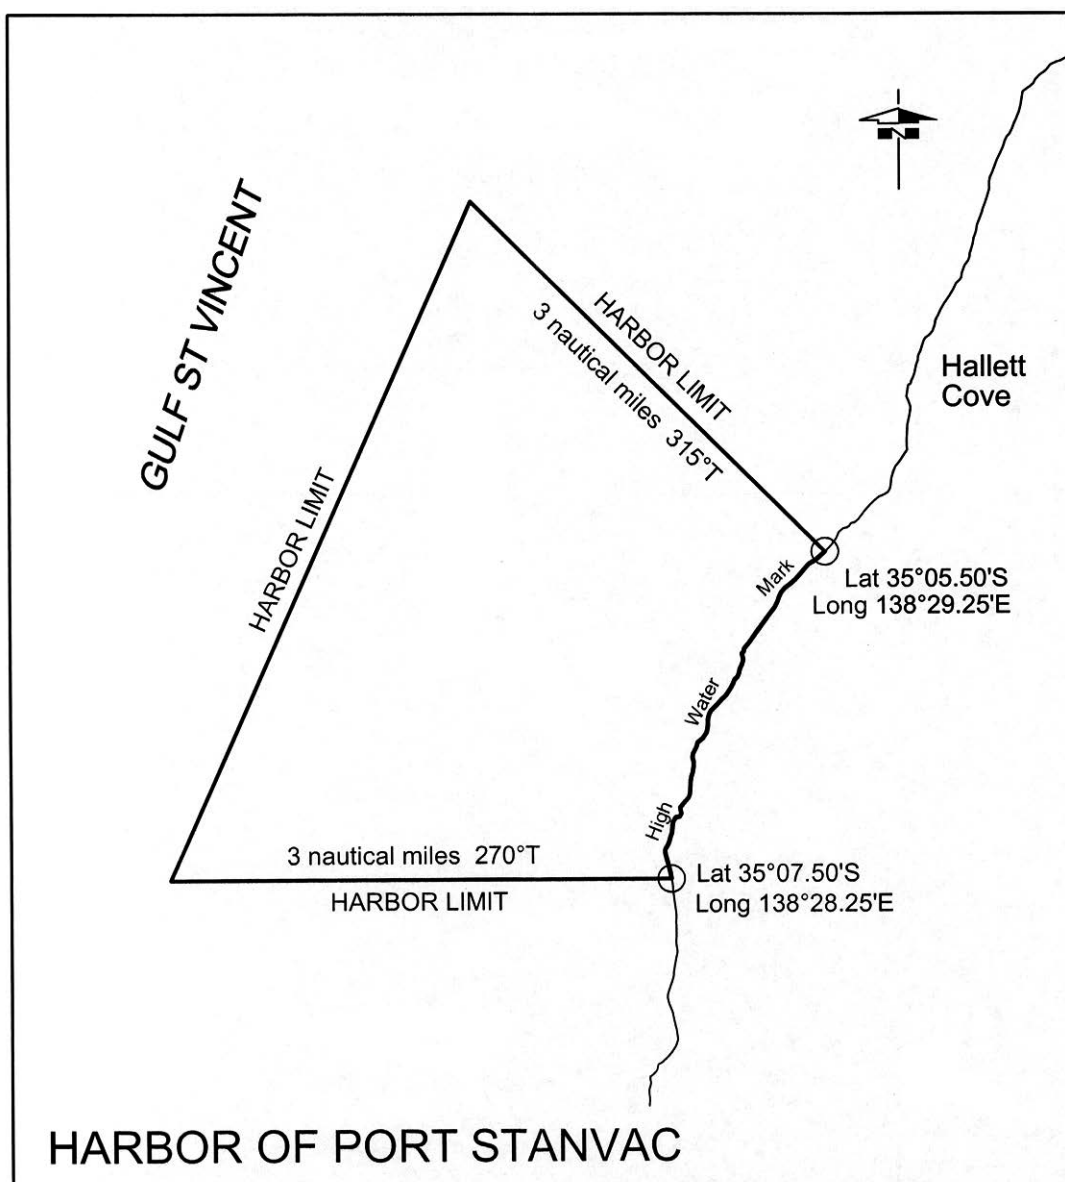 N
GULF ST VINCENT
HARBOR LIMIT
3 nautical miles 315°T
Hallett
Cove
HARBOR LIMIT
Mark
Lat 35°05.50'S
Long 138°29.25'E
Water
High
3 nautical miles 270°T
HARBOR LIMIT
Lat 35°07.50'S
Long 138°28.25'E
HARBOR OF PORT STANVAC